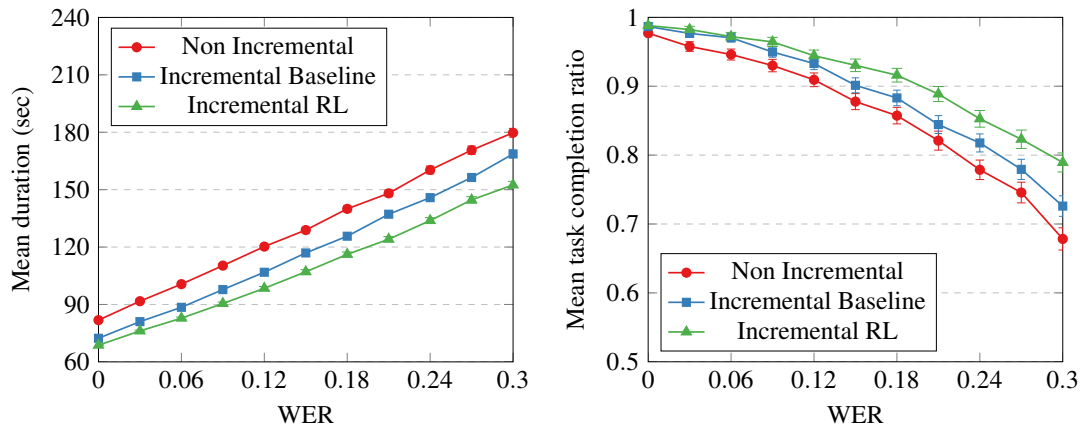 240
210
180
150
120
90
60
Mean duration (sec)
Non Incremental
Incremental Baseline
Incremental RL
0 0.06 0.12 0.18 0.24 0.3
WER
1
0.9
0.8
0.7
0.6
0.5
Mean task completion ratio
Non Incremental
Incremental Baseline
Incremental RL
0 0.06 0.12 0.18 0.24 0.3
WER